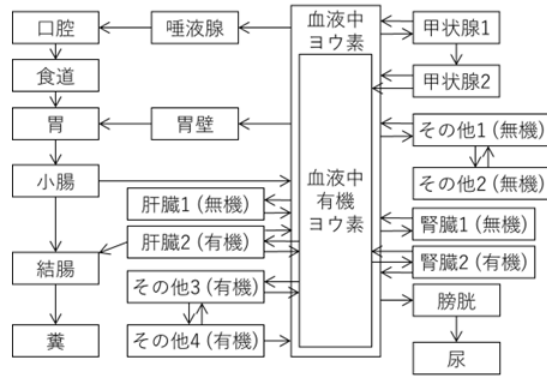 口腔
唾液腺
血液中
ヨウ素
甲状腺1
食道
甲状腺2
胃
胃壁
その他1 (無機)
小腸
血液中
有機
ヨウ素
その他2 (無機)
肝臓1 (無機)
腎臓1 (無機)
肝臓2 (有機)
結腸
腎臓2 (有機)
その他3 (有機)
膀胱
糞
その他4 (有機)
尿